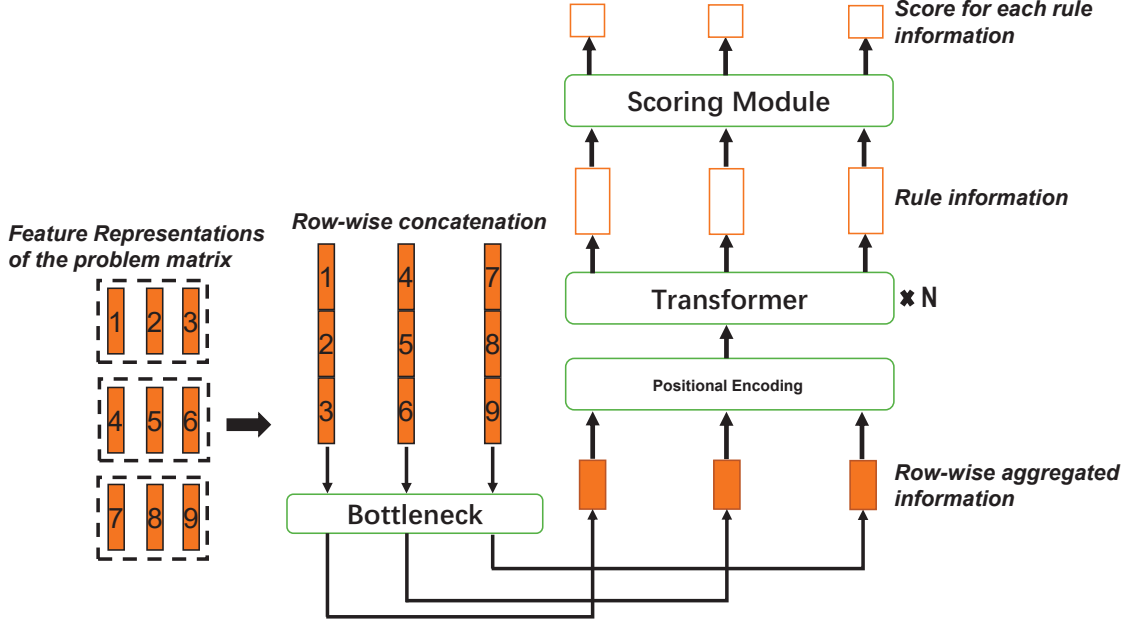 Score for each rule
information
Scoring Module
Rule information
Row-wise concatenation
Feature Representations
of the problem matrix
1 2 3
4 5 6
7 8 9
1 4 7
2 5 8
3 6 9
Transformer
✖ N
Positional Encoding
Row-wise aggregated
information
Bottleneck